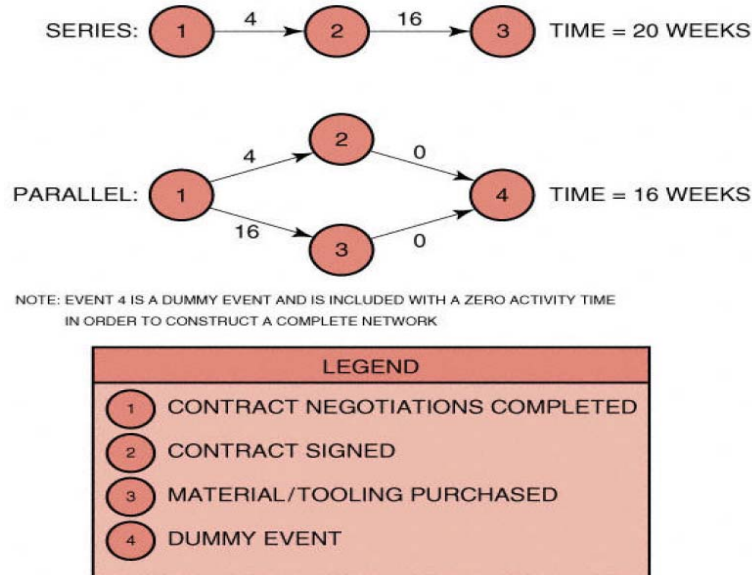 SERIES: 1 4 2 16 3 TIME = 20 WEEKS
2
4 0
PARALLEL: 1 4 TIME = 16 WEEKS
16 0
3
NOTE: EVENT 4 IS A DUMMY EVENT AND IS INCLUDED WITH A ZERO ACTIVITY TIME
IN ORDER TO CONSTRUCT A COMPLETE NETWORK
LEGEND
1 CONTRACT NEGOTIATIONS COMPLETED
2 CONTRACT SIGNED
3 MATERIAL/TOOLING PURCHASED
4 DUMMY EVENT